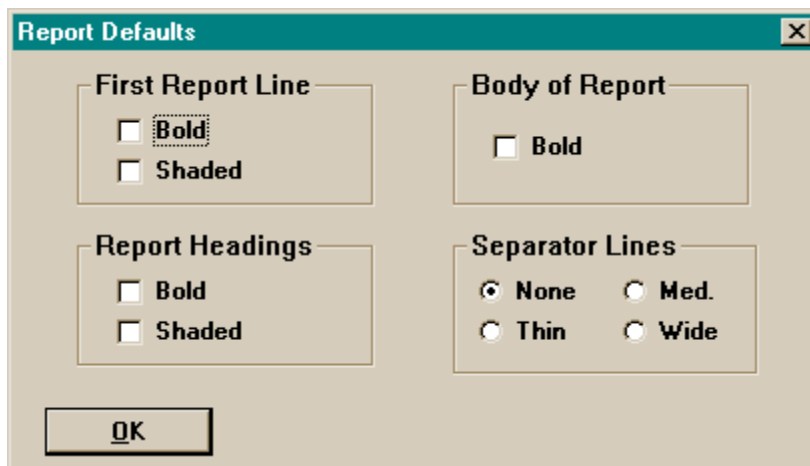 Report Defaults
First Report Line
Bold
Shaded
Body of Report
Bold
Report Headings
Bold
Shaded
Separator Lines
None
Med.
Thin
Wide
OK